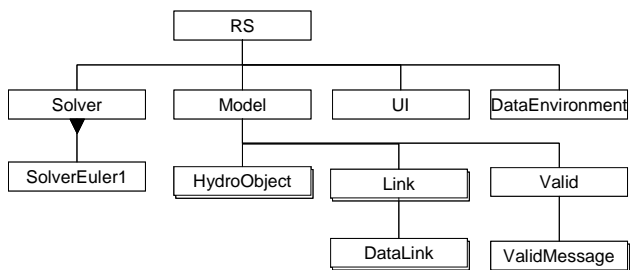 RS
Solver
Model
UI
DataEnvironment
SolverEuler1
HydroObject
Link
Valid
DataLink
ValidMessage